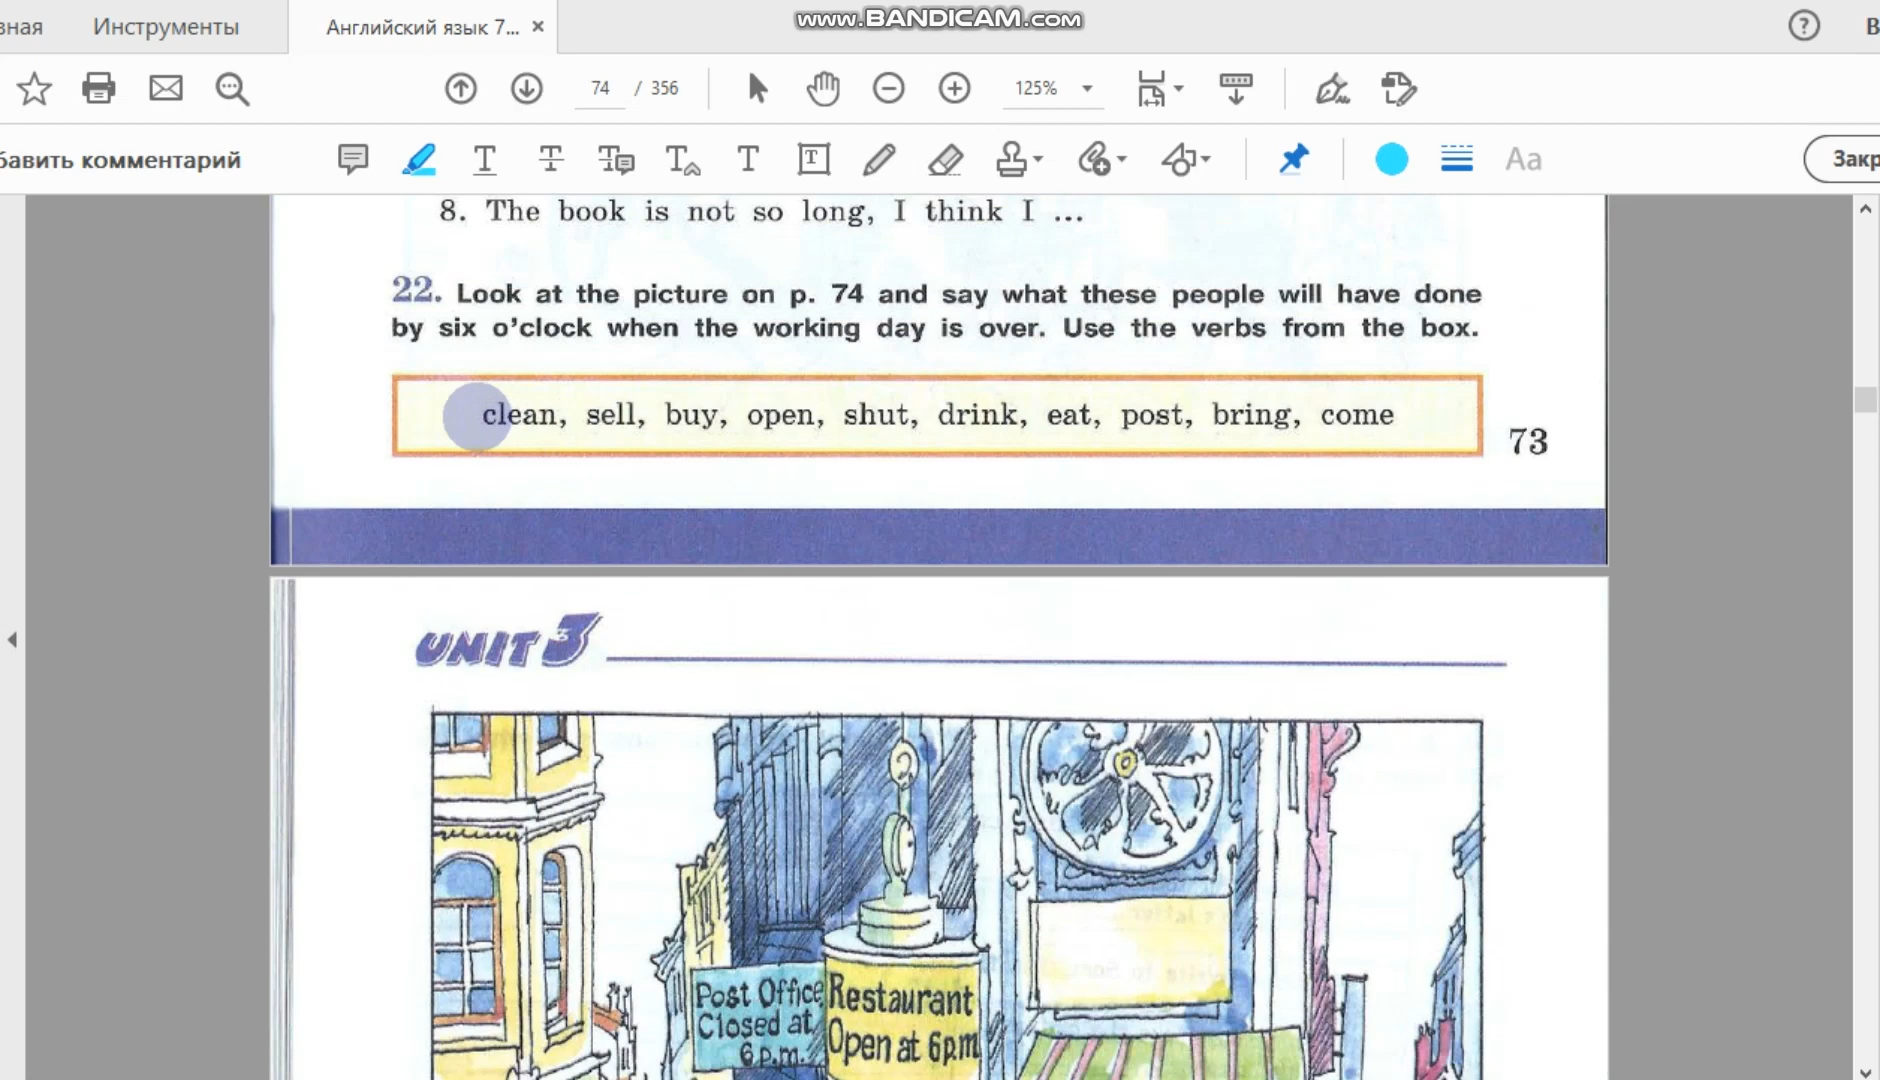 вная
Инструменты
Английский язык 7...
www.BANDICAM.com
74 / 356
125%
бавить комментарий
Aa
Закр
8. The book is not so long, I think I ...
22. Look at the picture on p. 74 and say what these people will have done
by six o'clock when the working day is over. Use the verbs from the box.
clean, sell, buy, open, shut, drink, eat, post, bring, come
73
UNIT 3
Post Office
Closed at
6 p.m.
Restaurant
Open at 6 p.m